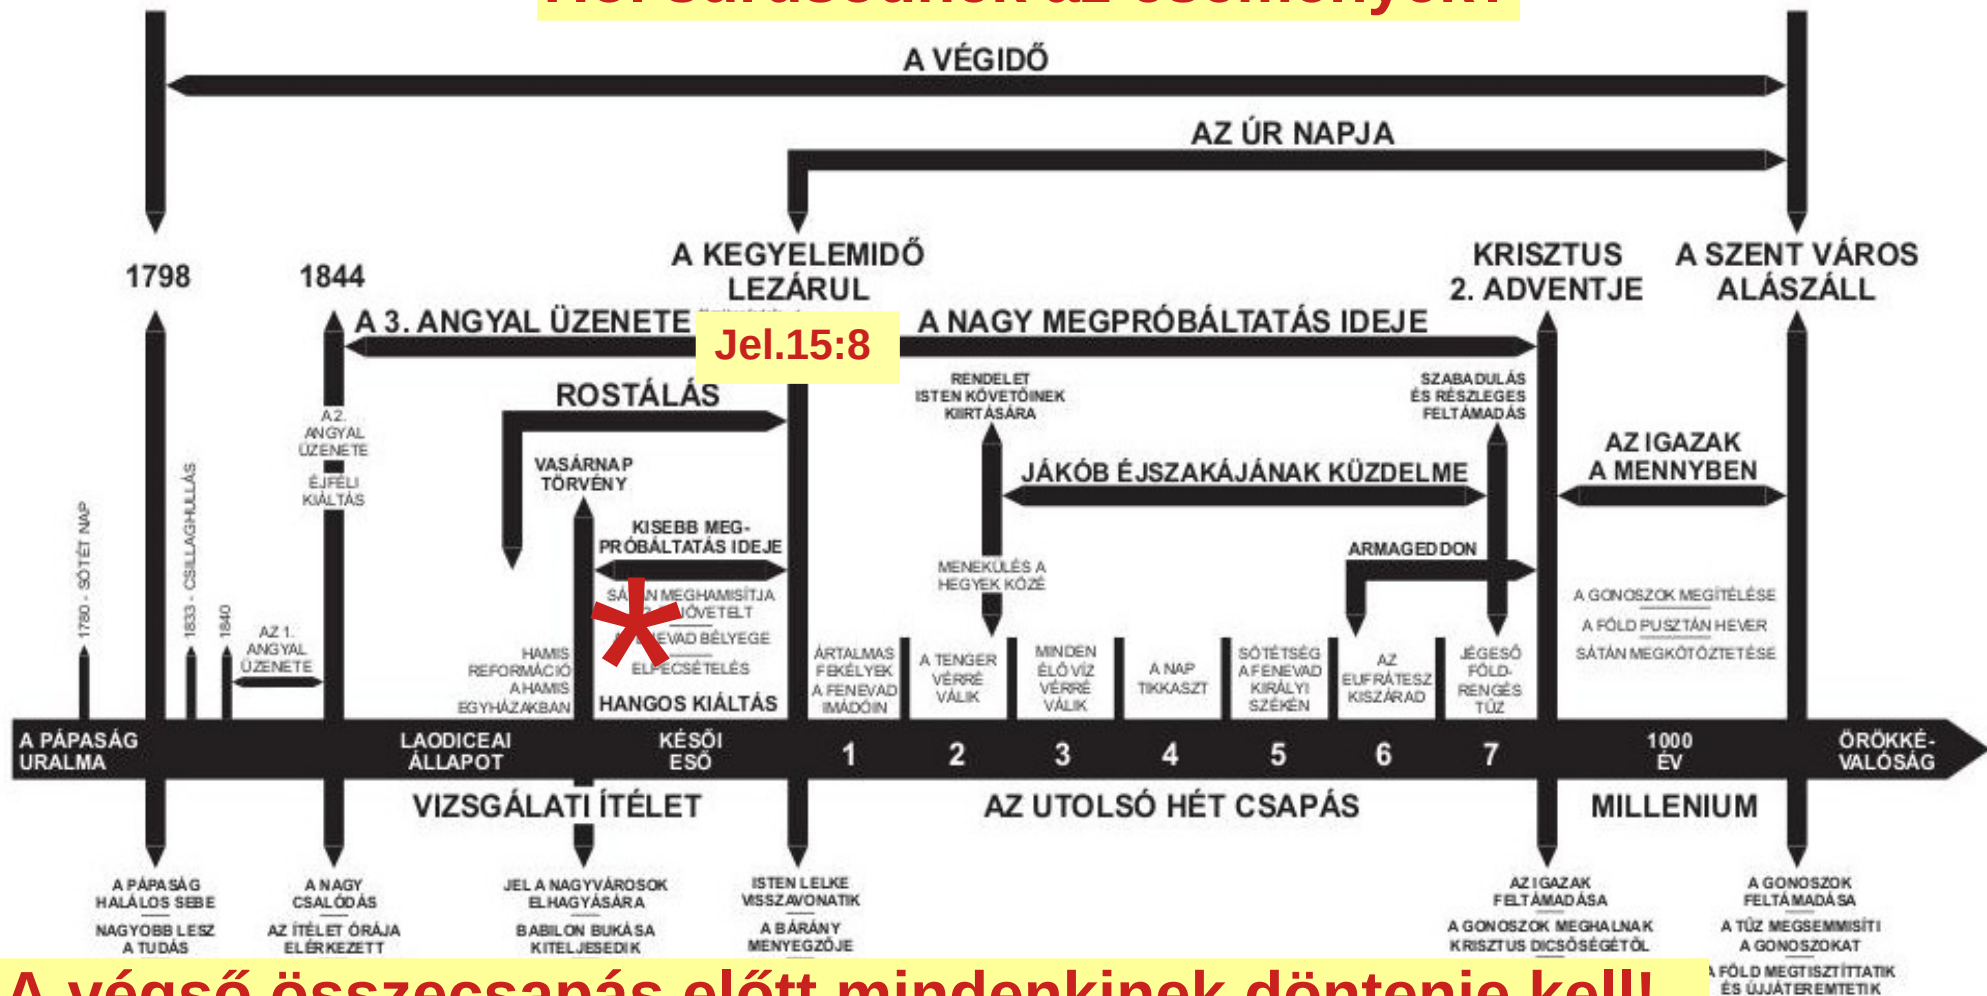 A VÉGIDŐ
AZ ÚR NAPJA
1798
1844
A KEGYELEMIDŐ
LEZÁRUL
KRISZTUS
2. ADVENTJE
A SZENT VÁROS
ALÁSZÁLL
A 3. ANGYAL ÜZENETE
Jel.15:8
A NAGY MEGPRÓBÁLTATÁS IDEJE
ROSTÁLÁS
RENDELET
ISTEN KÖVETŐINEK
KIIRTÁSÁRA
SZABADULÁS
ÉS RÉSZLEGES
FELTÁMADÁS
A 2.
ANGYAL
ÜZENETE
ÉJFÉLI
KIÁLTÁS
VASÁRNAP
TÖRVÉNY
JÁKÓB ÉJSZAKÁJÁNAK KÜZDELME
AZ IGAZAK
A MENNYBEN
KISEBB MEG-
PRÓBÁLTATÁS IDEJE
ARMAGEDDON
MENEKÜLÉS A
HEGYEK KÖZÉ
1780 - SÖTÉT NAP
1833 - CSILLAGHULLÁS
1840
AZ 1.
ANGYAL
ÜZENETE
HAMIS
REFORMÁCIÓ
A HAMIS
EGYHÁZAKBAN
MEGHAMISÍTJA
BÉLYEGE
ELPECSÉTELÉS
HANGOS KIÁLTÁS
ÁRTALMAS
FEKÉLYEK
A FENEVAD
IMÁDÓIN
A TENGER
VÉRRÉ
VÁLIK
MINDEN
ÉLŐ VÍZ
VÉRRÉ
VÁLIK
A NAP
TIKKASZT
SÖTÉTSÉG
A FENEVAD
KIRÁLYI
SZÉKÉN
AZ
EUFRÁTESZ
KISZÁRAD
JÉGESŐ
FÖLD-
RENGÉS
TŰZ
A GONOSZOK MEGÍTÉLÉSE
A FÖLD PUSZTÁN HEVER
SÁTÁN MEGKÖTÖZTETÉSE
A PÁPASÁG
URALMA
LAODICEAI
ÁLLAPOT
KÉSŐI
ESŐ
1
2
3
4
5
6
7
1000
ÉV
ÖRÖKKÉ-
VALÓSÁG
VIZSGÁLATI ÍTÉLET
AZ UTOLSÓ HÉT CSAPÁS
MILLENIUM
A PÁPASÁG
HALÁLOS SEBE
NAGYOBB LESZ
A TUDÁS
A NAGY
CSALÓDÁS
AZ ÍTÉLET ÓRÁJA
ELÉRKEZETT
JEL A NAGYVÁROSOK
ELHAGYÁSÁRA
BABILON BUKÁSA
KITELJESEDIK
ISTEN LELKE
VISSZAVONATIK
A BÁRÁNY
MENYEGZŐJE
AZ IGAZAK
FELTÁMADÁSA
A GONOSZOK MEGHALNAK
KRISZTUS DICSŐSÉGÉTŐL
A GONOSZOK
FELTÁMADÁSA
A TŰZ MEGSEMMISÍTI
A GONOSZOKAT
A FÖLD MEGTISZTÍTTATIK
ÉS ÚJJÁTEREMTETIK
A végső összecsapás előtt mindenkinek döntenie kell!